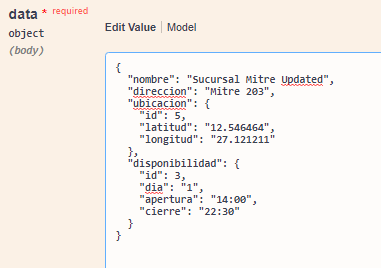 data * required
object
(body)
Edit Value | Model
{
  "nombre": "Sucursal Mitre Updated",
  "direccion": "Mitre 203",
  "ubicacion": {
    "id": 5,
    "latitud": "12.546464",
    "longitud": "27.121211"
  },
  "disponibilidad": {
    "id": 3,
    "dia": "1",
    "apertura": "14:00",
    "cierre": "22:30"
  }
}